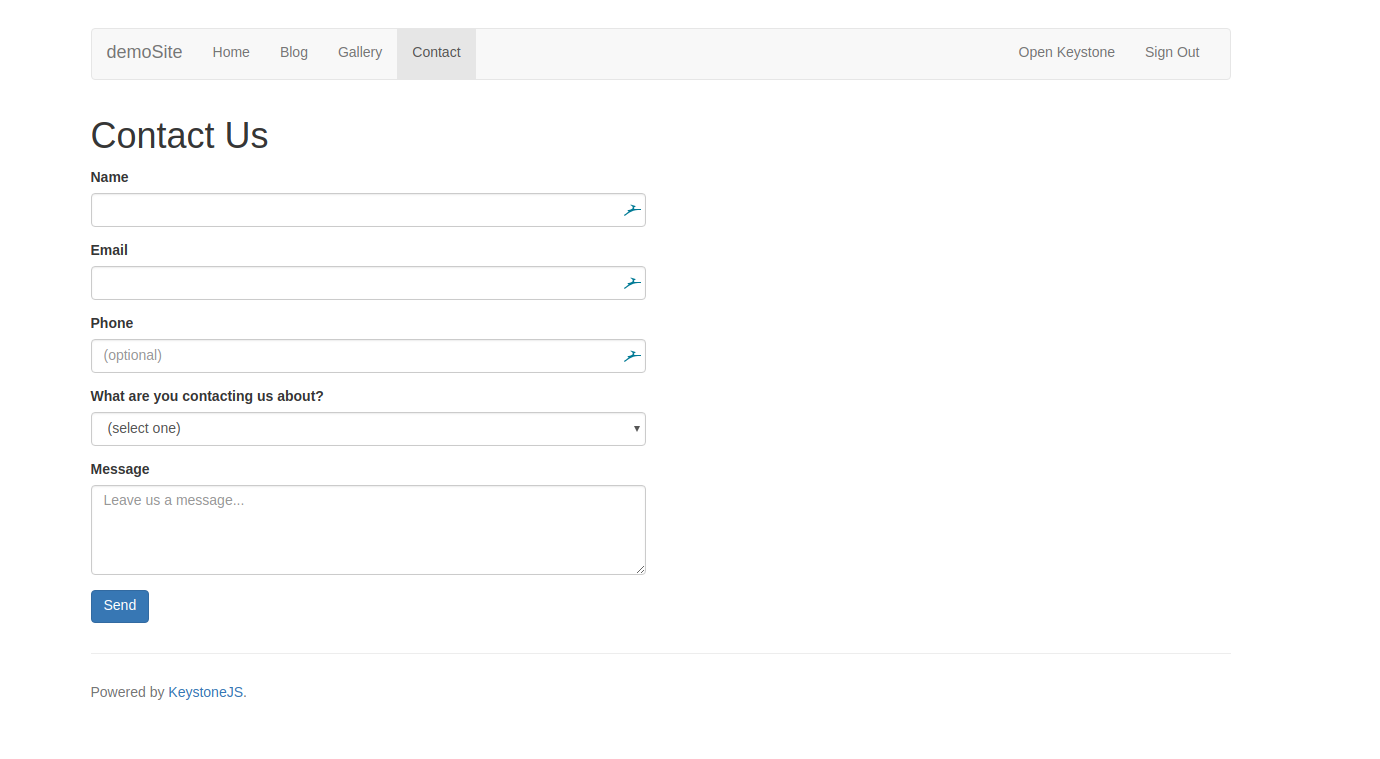 demoSite Home Blog Gallery Contact Open Keystone Sign Out
Contact Us
Name
Email
Phone
(optional)
What are you contacting us about?
(select one)
Message
Leave us a message...
Send
Powered by KeystoneJS.